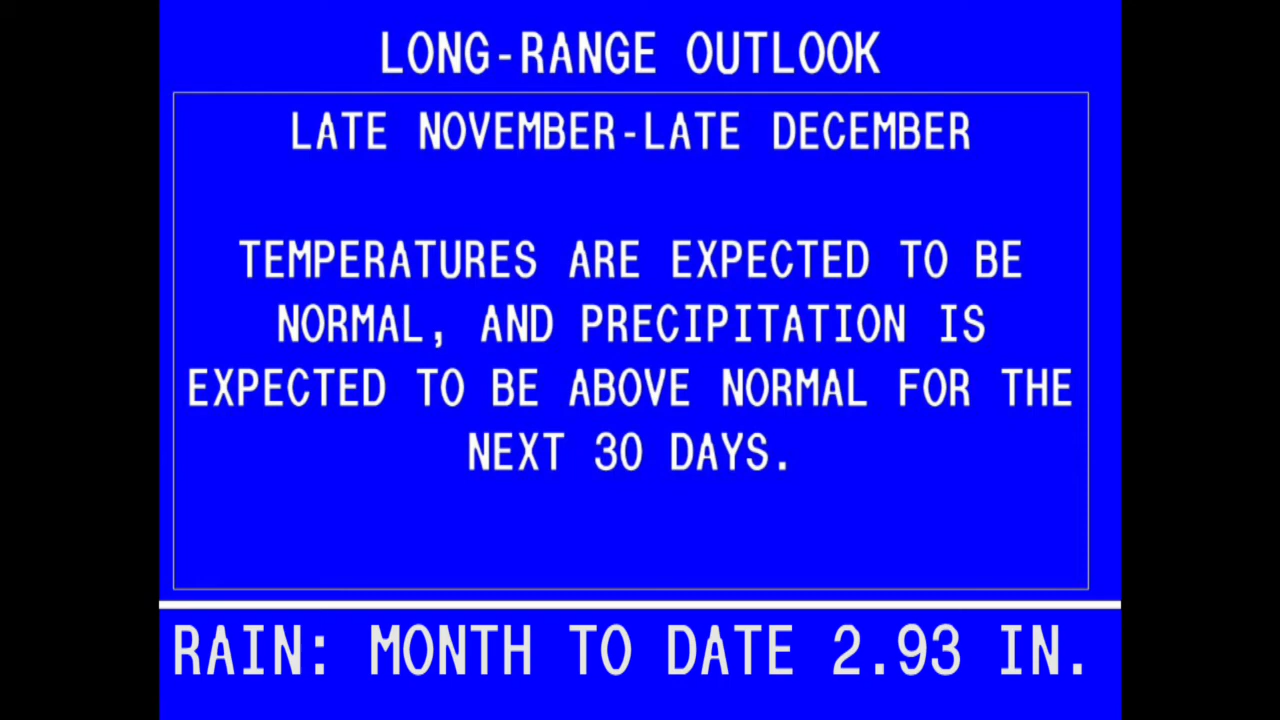 LONG-RANGE OUTLOOK
LATE NOVEMBER-LATE DECEMBER
TEMPERATURES ARE EXPECTED TO BE
NORMAL, AND PRECIPITATION IS
EXPECTED TO BE ABOVE NORMAL FOR THE
NEXT 30 DAYS.
RAIN: MONTH TO DATE 2.93 IN.